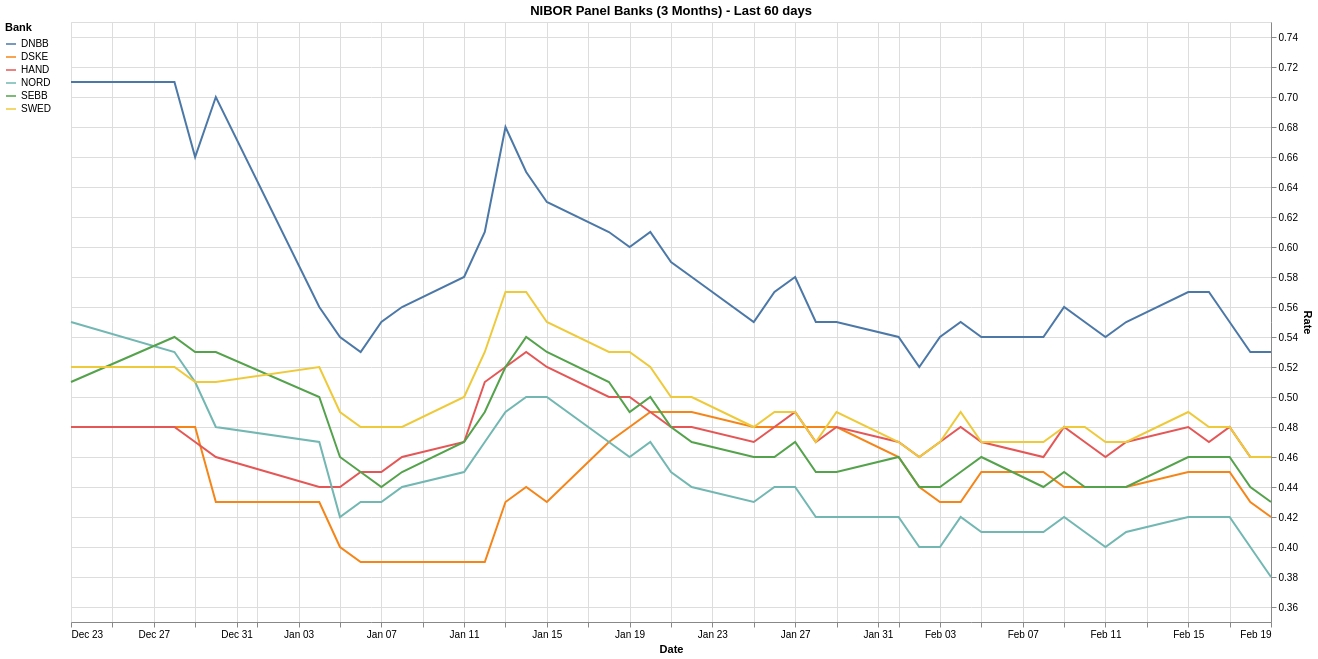 NIBOR Panel Banks (3 Months) - Last 60 days
Bank
DNBB
DSKE
HAND
NORD
SEBB
SWED
0.74
0.72
0.70
0.68
0.66
0.64
0.62
0.60
0.58
0.56
0.54
0.52
0.50
0.48
0.46
0.44
0.42
0.40
0.38
0.36
Rate
Dec 23 Dec 27 Dec 31 Jan 03 Jan 07 Jan 11 Jan 15 Jan 19 Jan 23 Jan 27 Jan 31 Feb 03 Feb 07 Feb 11 Feb 15 Feb 19
Date